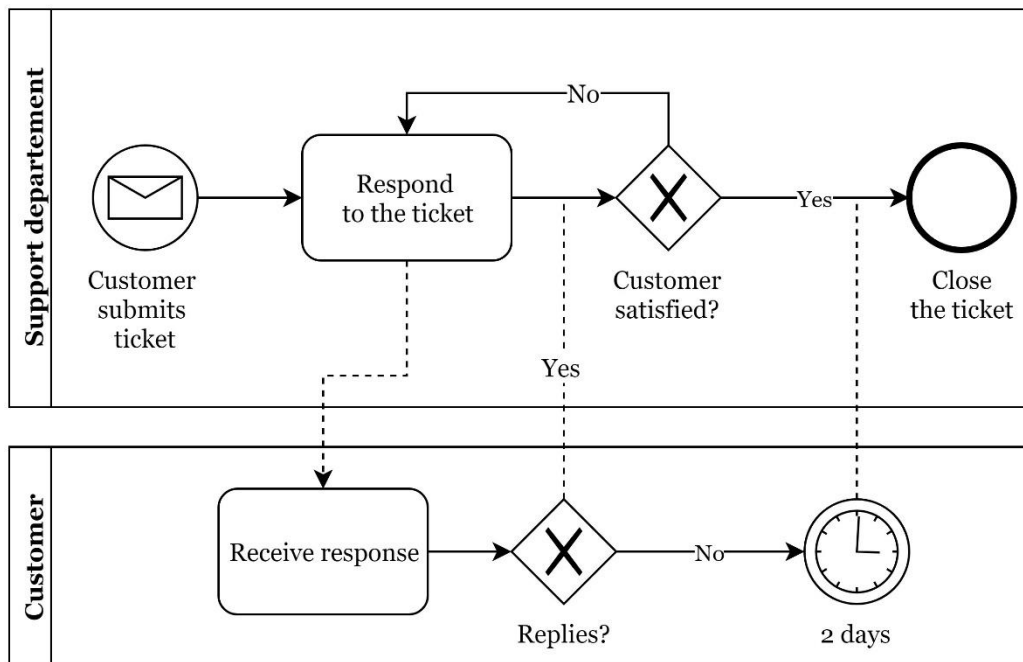 Support departement
No
Respond
to the ticket
Yes
Customer
submits
ticket
Customer
satisfied?
Close
the ticket
Yes
Customer
Receive response
No
Replies?
2 days